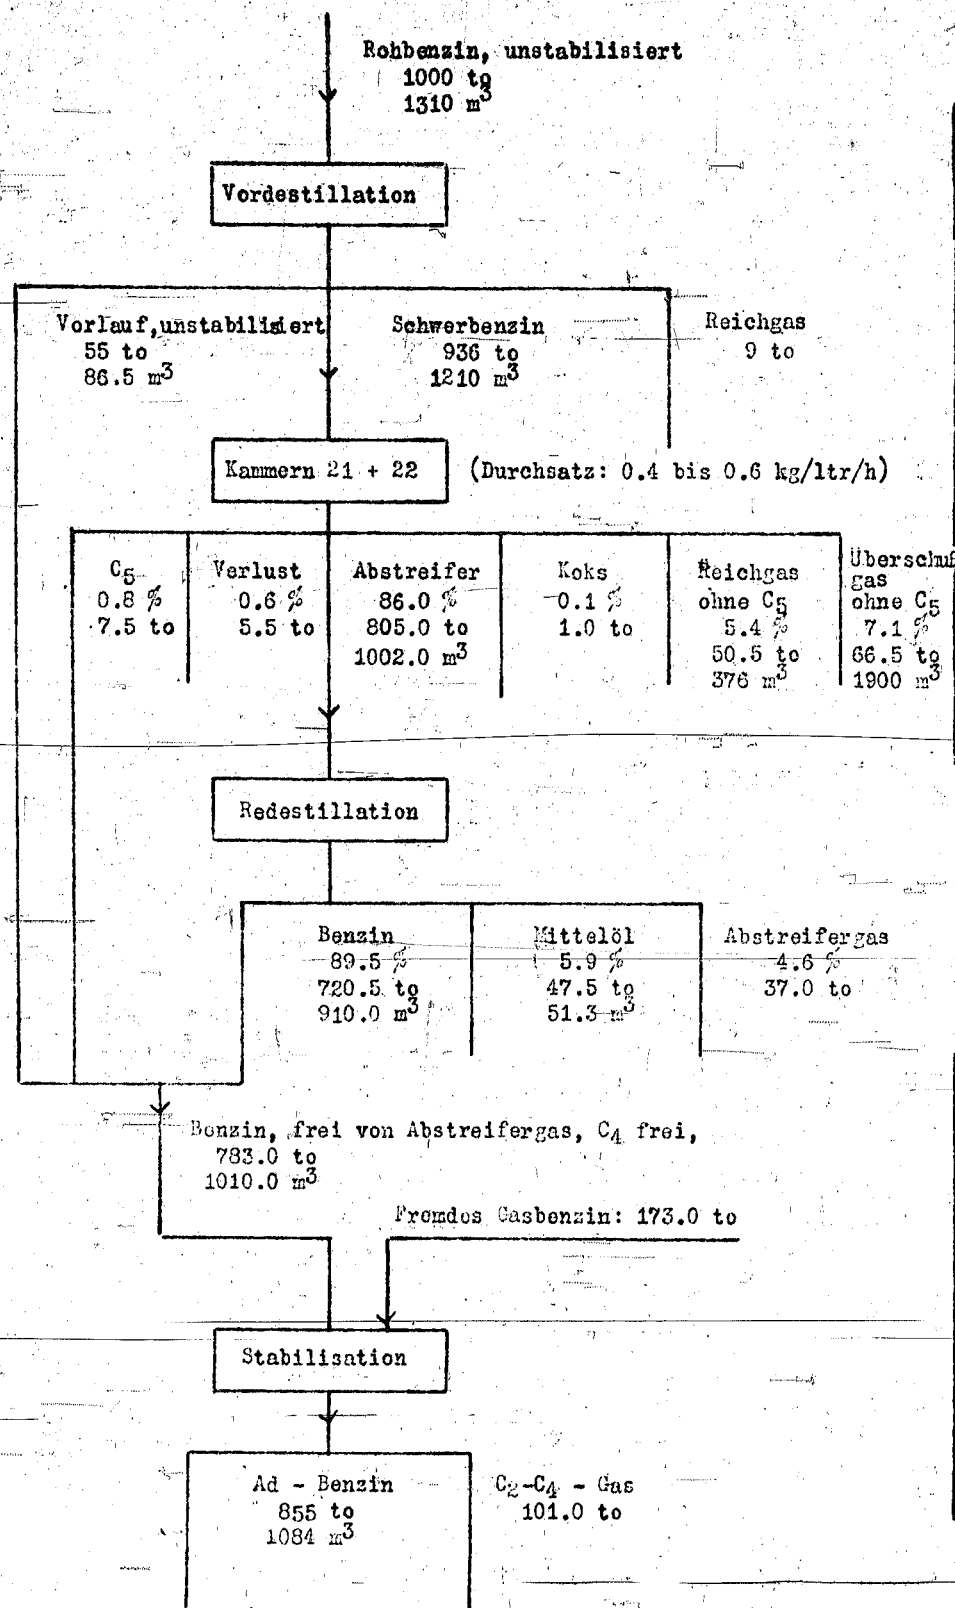 Rohbenzin, unstabilisiert
1000 to
1310 m³
Vordestillation
Vorlauf, unstabilisiert
55 to
86.5 m³
Schwerbenzin
936 to
1210 m³
Reichgas
9 to
Kammern 21 + 22
(Durchsatz: 0.4 bis 0.6 kg/ltr/h)
C₅
0.8 %
7.5 to
Verlust
0.6 %
5.5 to
Abstreifer
86.0 %
805.0 to
1002.0 m³
Koks
0.1 %
1.0 to
Reichgas
ohne C₅
5.4 %
50.5 to
376 m³
Überschuß
gas
ohne C₅
7.1 %
66.5 to
1900 m³
Redestillation
Benzin
89.5 %
720.5 to
910.0 m³
Mittelöl
5.9 %
47.5 to
51.3 m³
Abstreifergas
4.6 %
37.0 to
Benzin, frei von Abstreifergas, C₄ frei,
783.0 to
1010.0 m³
Fremdes Gasbenzin: 173.0 to
Stabilisation
Ad - Benzin
855 to
1084 m³
C₂-C₄ - Gas
101.0 to